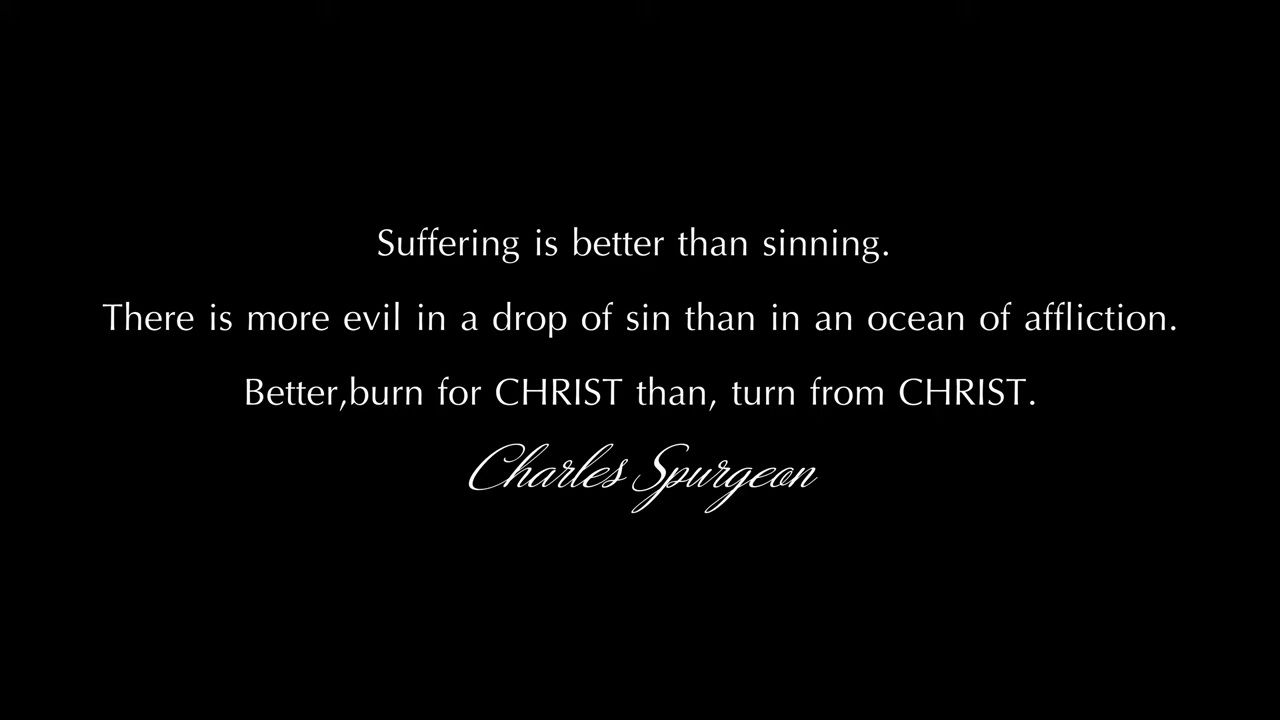 Suffering is better than sinning.
There is more evil in a drop of sin than in an ocean of affliction.
Better,burn for CHRIST than, turn from CHRIST.
Charles Spurgeon